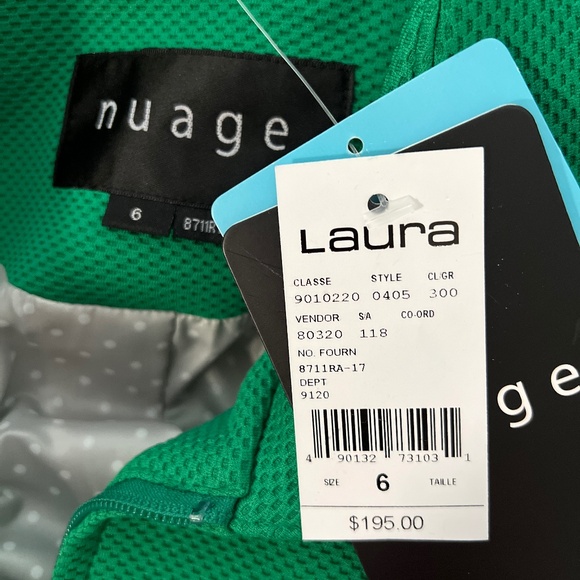 nuage
6
8711R
Laura
CLASSE STYLE CL/GR
9010220 0405 300
VENDOR S/A CO-ORD
80320 118
NO. FOURN
8711RA-17
DEPT
9120
4 90132 73103 1
SIZE 6 TAILLE
$195.00
ge